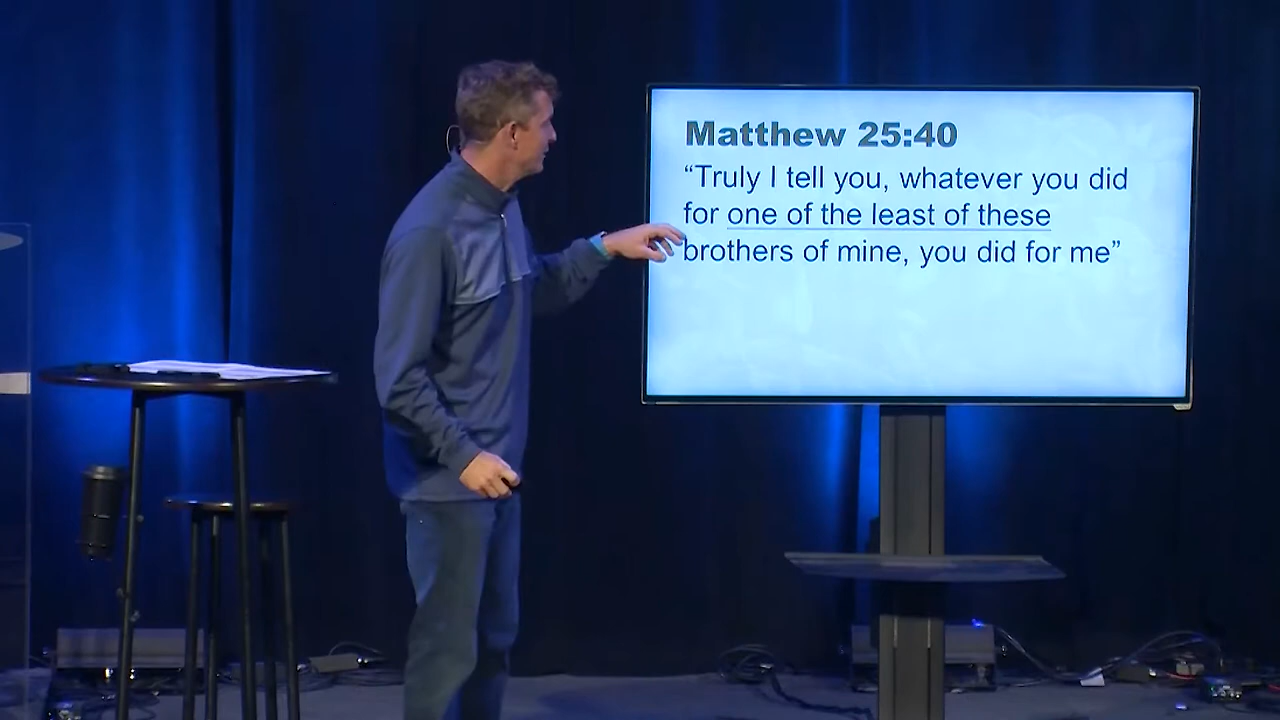 Matthew 25:40
“Truly I tell you, whatever you did
for one of the least of these
brothers of mine, you did for me”